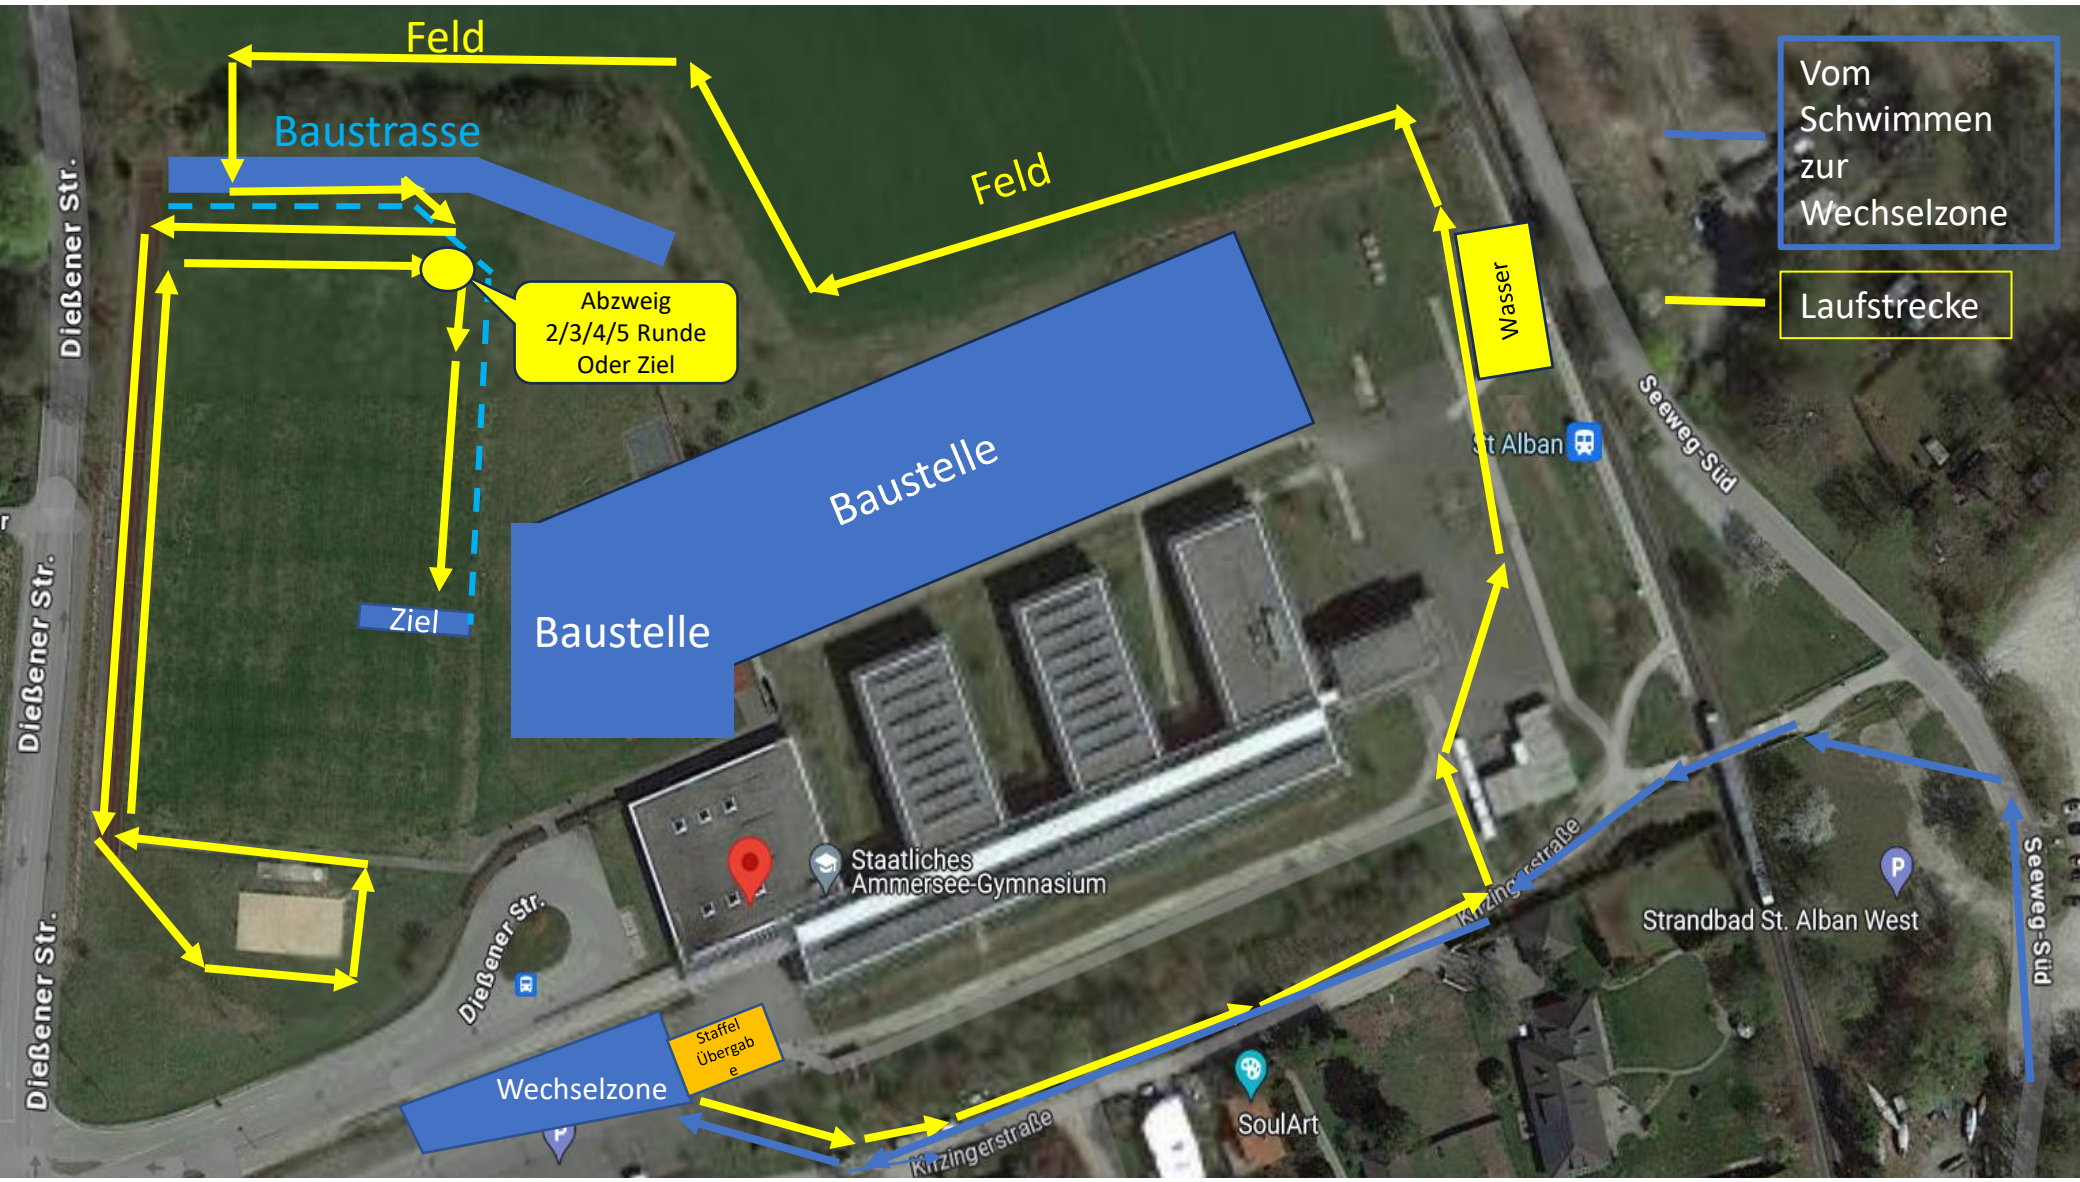 Feld
Baustrasse
Dießener Str.
Feld
Vom
Schwimmen
zur
Wechselzone
Laufstrecke
Wasser
Abzweig
2/3/4/5 Runde
Oder Ziel
St Alban
Seeweg-Süd
r
Baustelle
Baustelle
Ziel
Dießener Str.
Staatliches
Ammersee-Gymnasium
Kitzingerstraße
P
Strandbad St. Alban West
Seeweg-Süd
Dießener Str.
Dießener Str.
Staffel
Übergab
e
Wechselzone
P
SoulArt
Kitzingerstraße